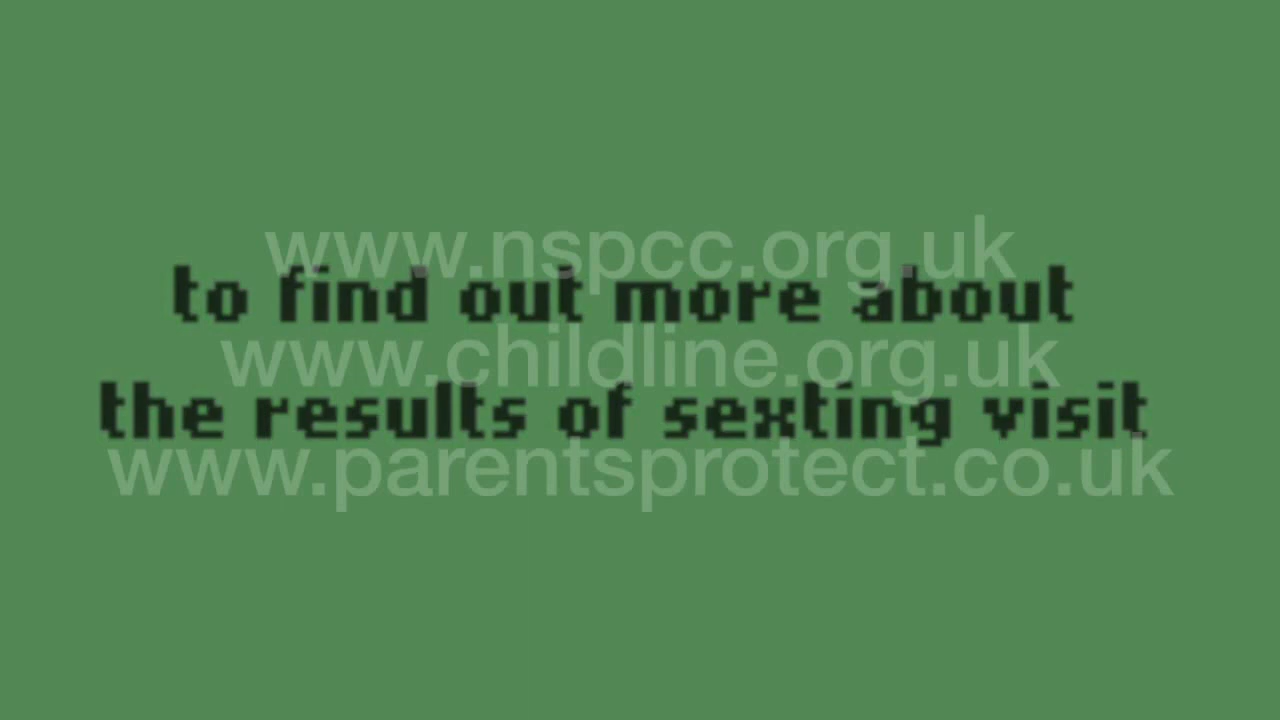 www.nspcc.org.uk
to find out more about
www.childline.org.uk
the results of sexting visit
www.parentsprotect.co.uk